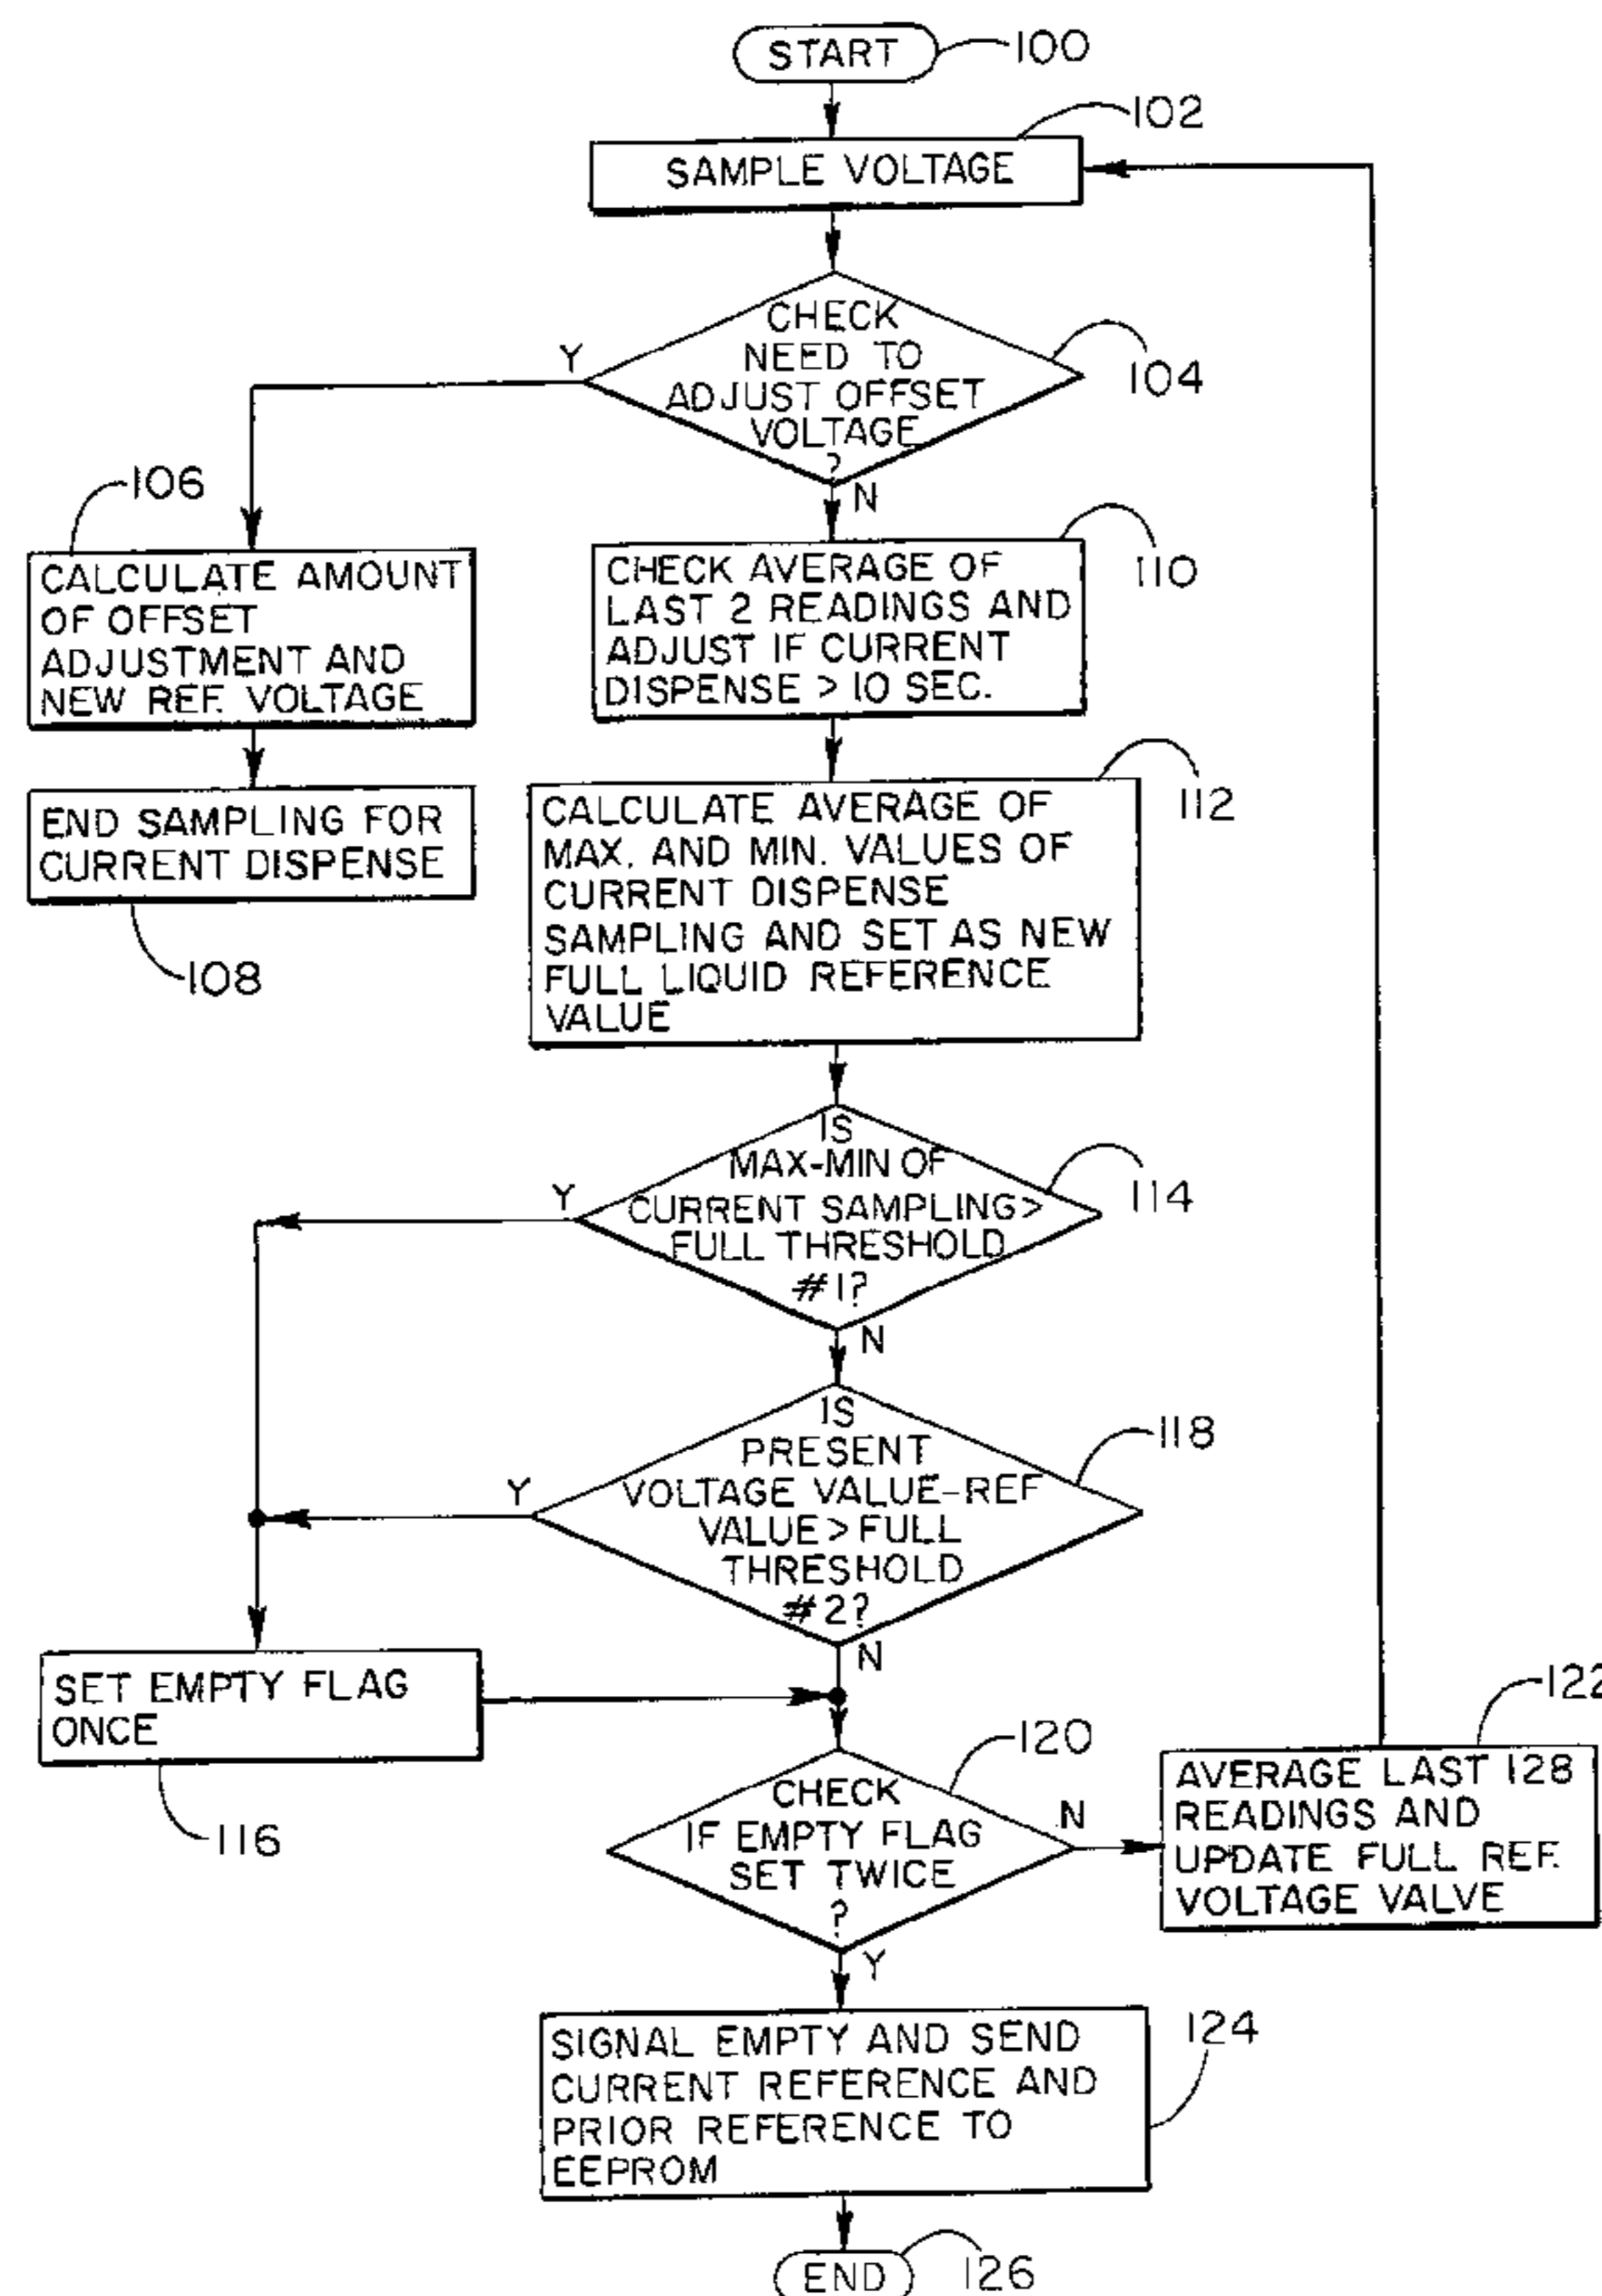 START
100
102
SAMPLE VOLTAGE
CHECK
NEED TO
ADJUST OFFSET
VOLTAGE
?
Y
104
N
106
CALCULATE AMOUNT
OF OFFSET
ADJUSTMENT AND
NEW REF. VOLTAGE
110
CHECK AVERAGE OF
LAST 2 READINGS AND
ADJUST IF CURRENT
DISPENSE > 10 SEC.
END SAMPLING FOR
CURRENT DISPENSE
108
112
CALCULATE AVERAGE OF
MAX. AND MIN. VALUES OF
CURRENT DISPENSE
SAMPLING AND SET AS NEW
FULL LIQUID REFERENCE
VALUE
IS
MAX-MIN OF
CURRENT SAMPLING >
FULL THRESHOLD
#1?
Y
114
N
IS
PRESENT
VOLTAGE VALUE-REF
VALUE > FULL
THRESHOLD
#2?
Y
118
N
SET EMPTY FLAG
ONCE
116
120
CHECK
IF EMPTY FLAG
SET TWICE
?
N
Y
122
AVERAGE LAST 128
READINGS AND
UPDATE FULL REF.
VOLTAGE VALVE
124
SIGNAL EMPTY AND SEND
CURRENT REFERENCE AND
PRIOR REFERENCE TO
EEPROM
END
126